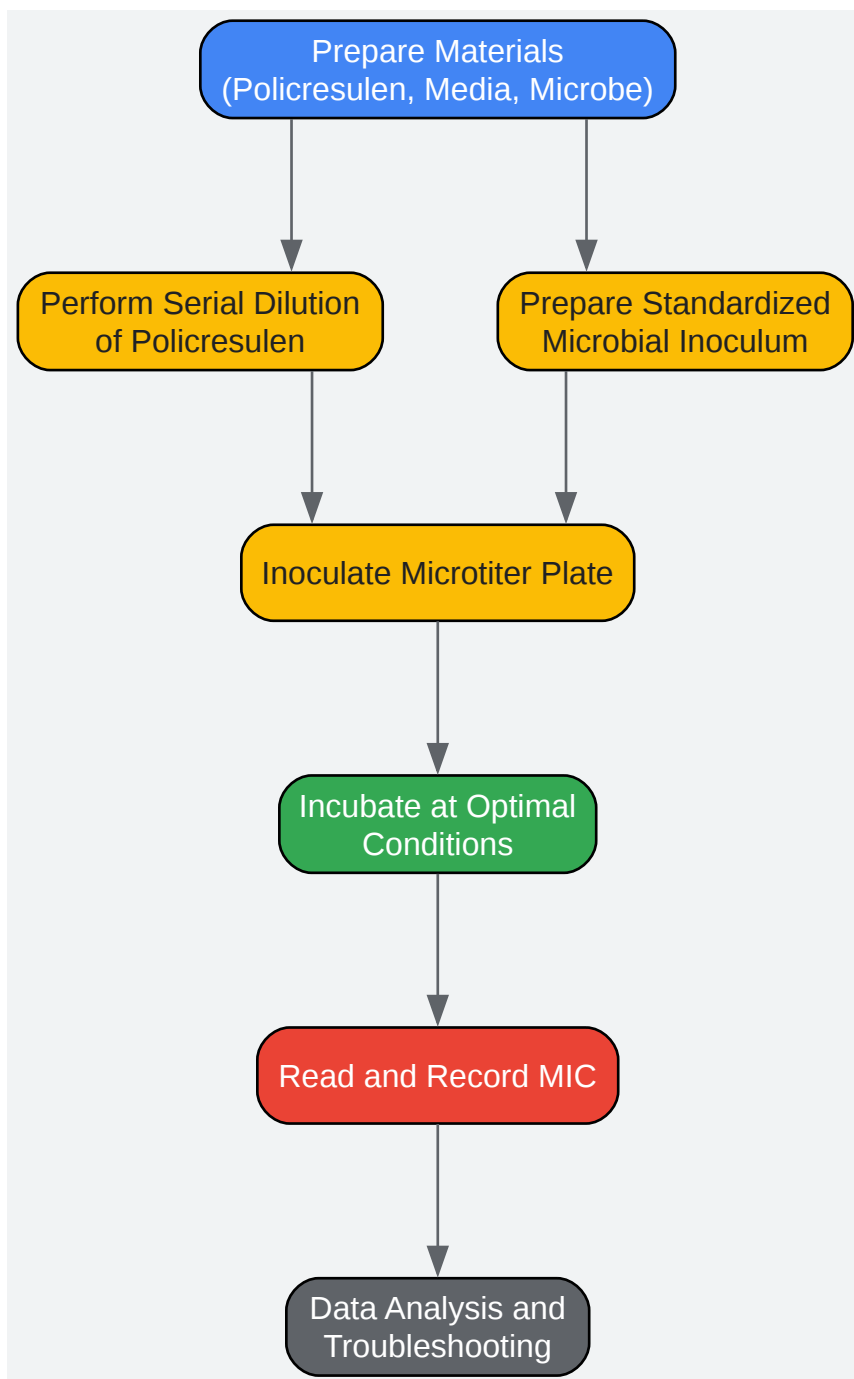 Prepare Materials
(Policresulen, Media, Microbe)
Perform Serial Dilution
of Policresulen
Prepare Standardized
Microbial Inoculum
Inoculate Microtiter Plate
Incubate at Optimal
Conditions
Read and Record MIC
Data Analysis and
Troubleshooting